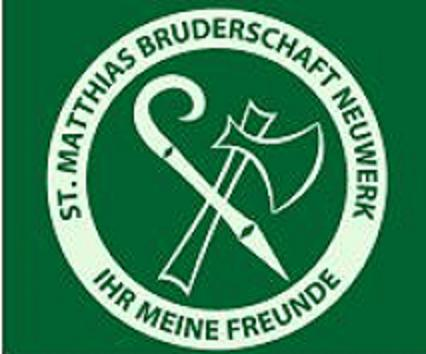 ST. MATTHIAS BRUDERSCHAFT NEUWERK
IHR MEINE FREUNDE